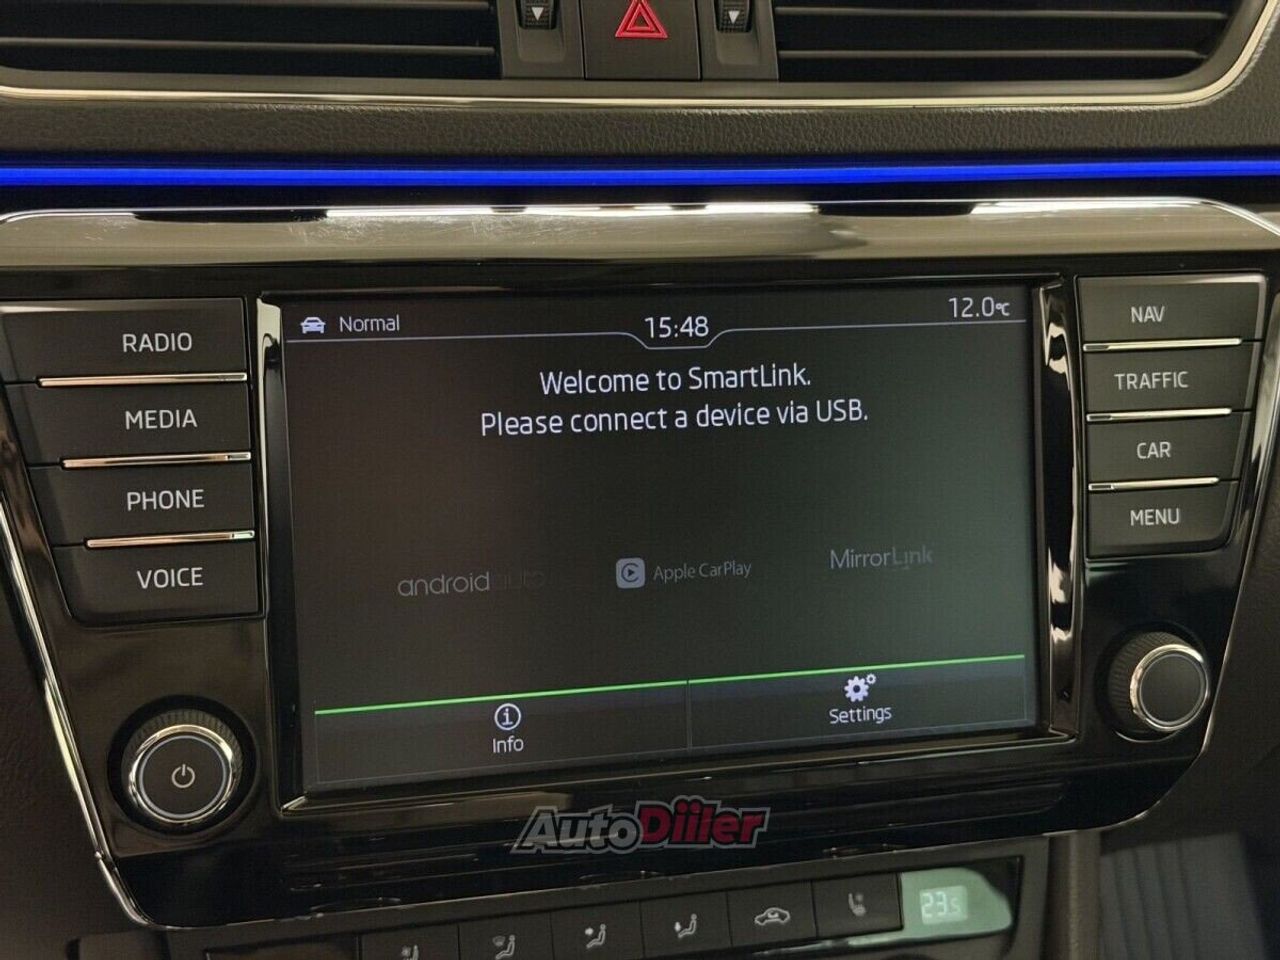 Normal
15:48
12.0°C
Welcome to SmartLink.
Please connect a device via USB.
android auto
Apple CarPlay
MirrorLink
Info
Settings
RADIO
MEDIA
PHONE
VOICE
NAV
TRAFFIC
CAR
MENU
AutoDiiler
23.5